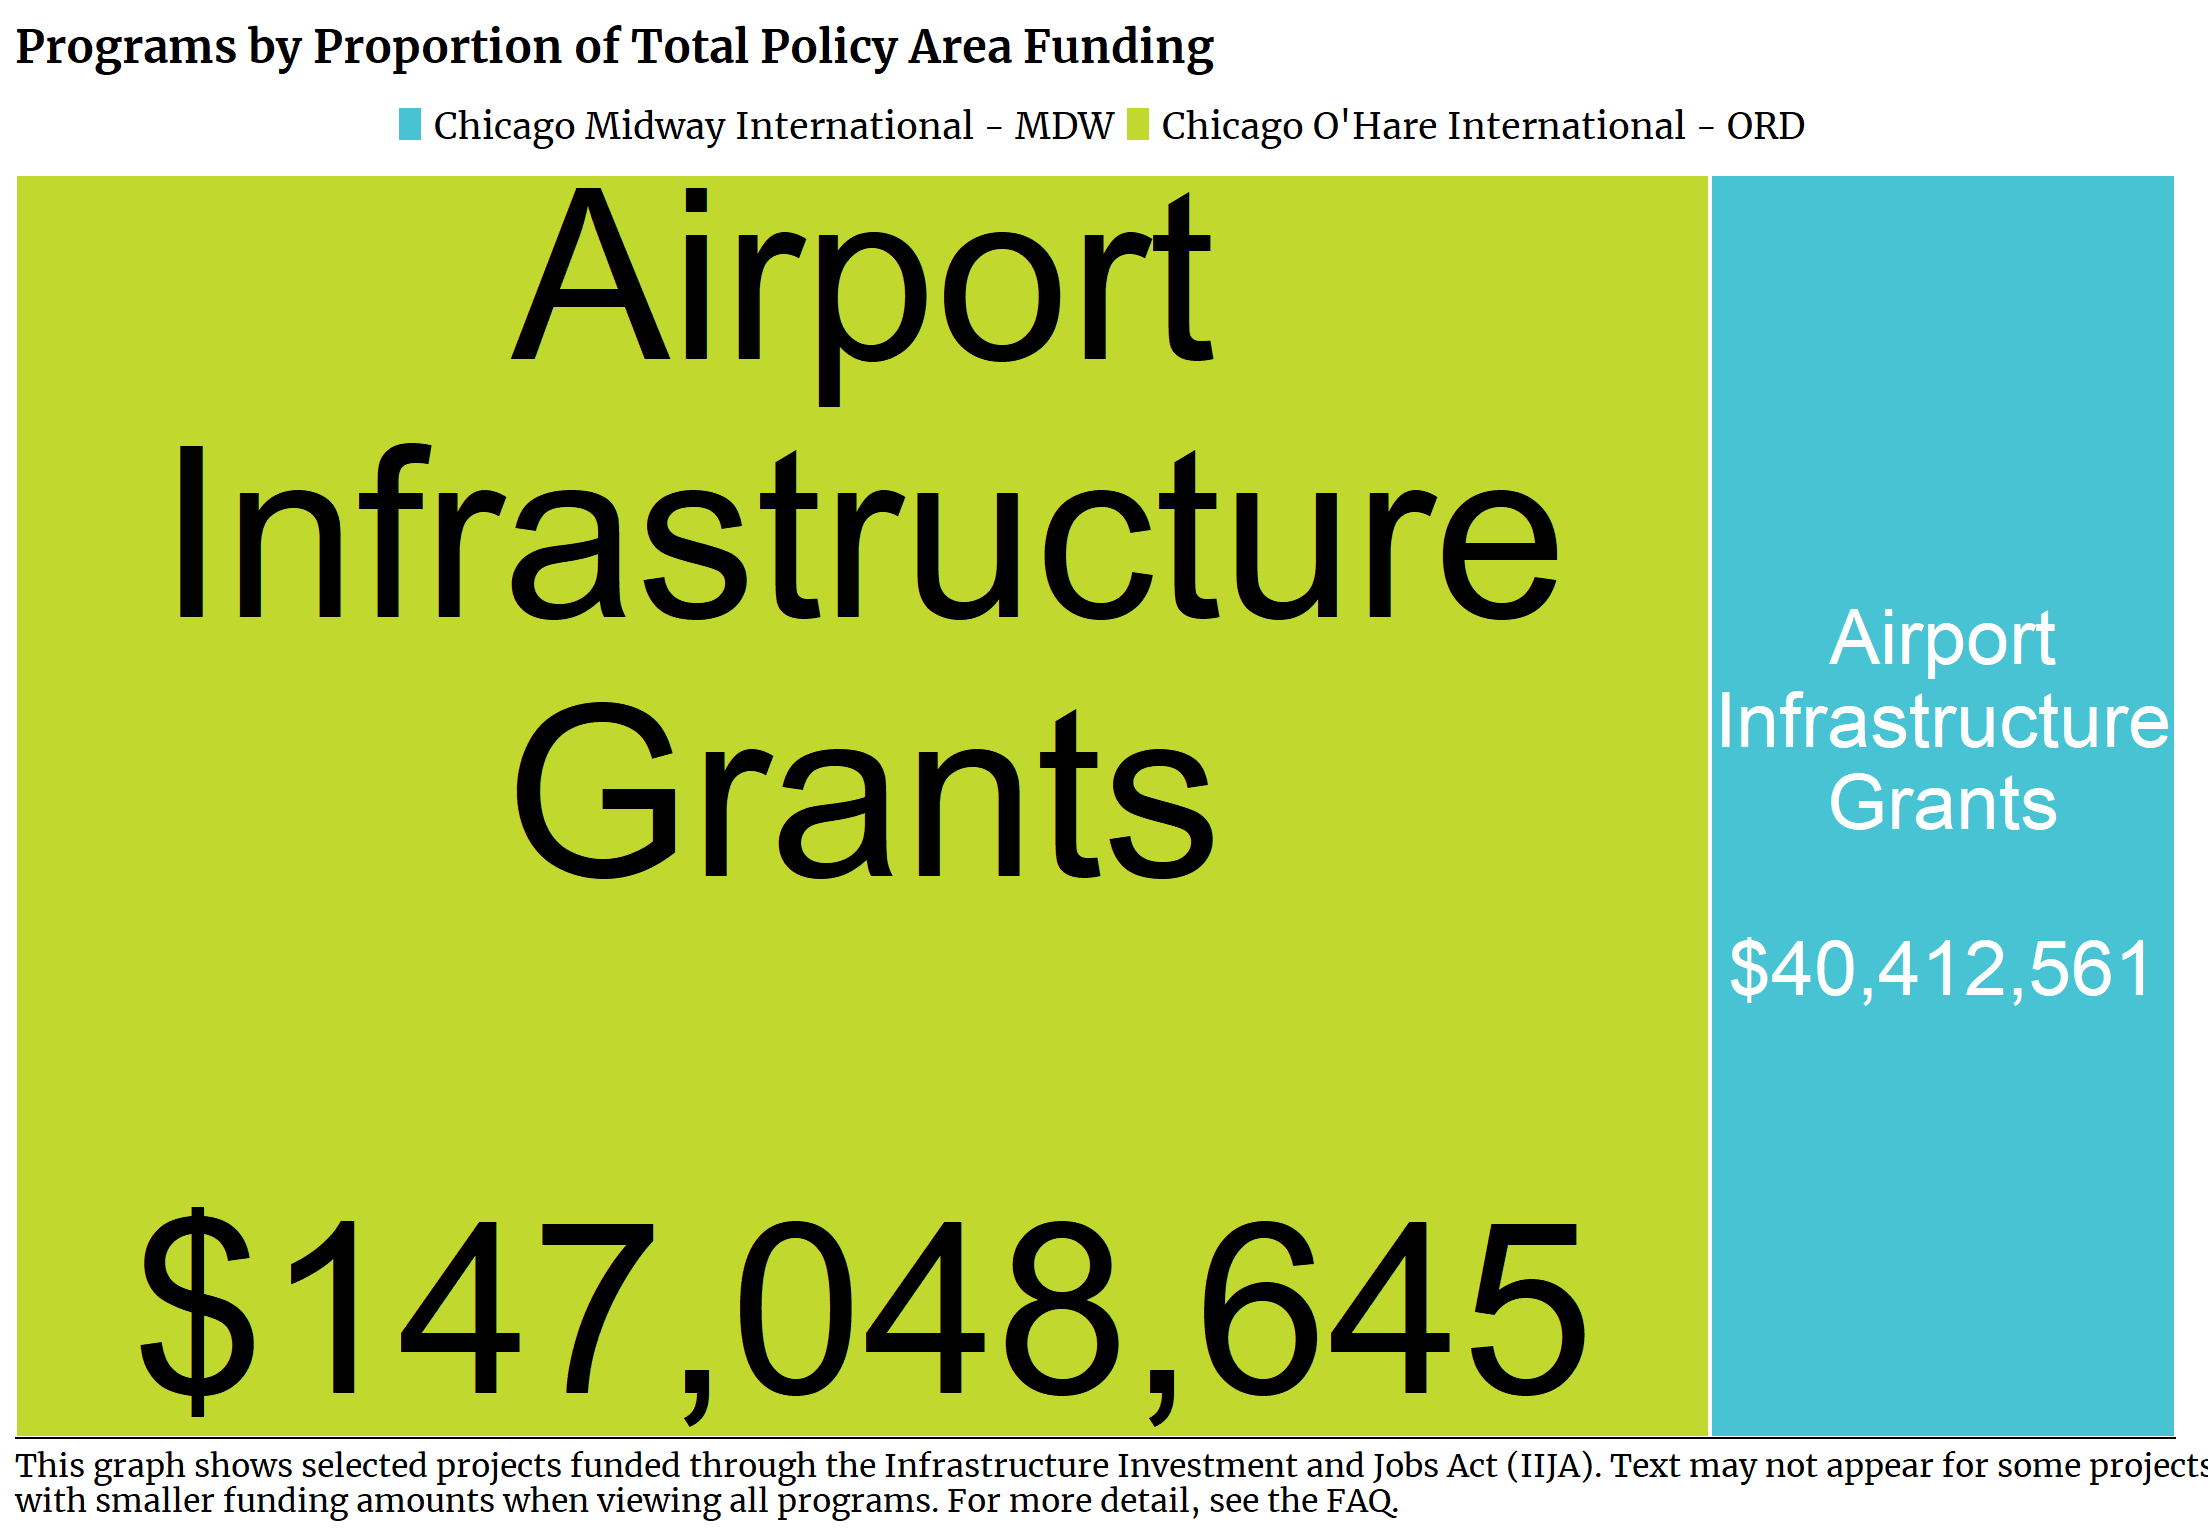 Programs by Proportion of Total Policy Area Funding
Chicago Midway International - MDW Chicago O'Hare International - ORD
Airport
Infrastructure
Grants
$147,048,645
Airport
Infrastructure
Grants
$40,412,561
This graph shows selected projects funded through the Infrastructure Investment and Jobs Act (IIJA). Text may not appear for some projects
with smaller funding amounts when viewing all programs. For more detail, see the FAQ.